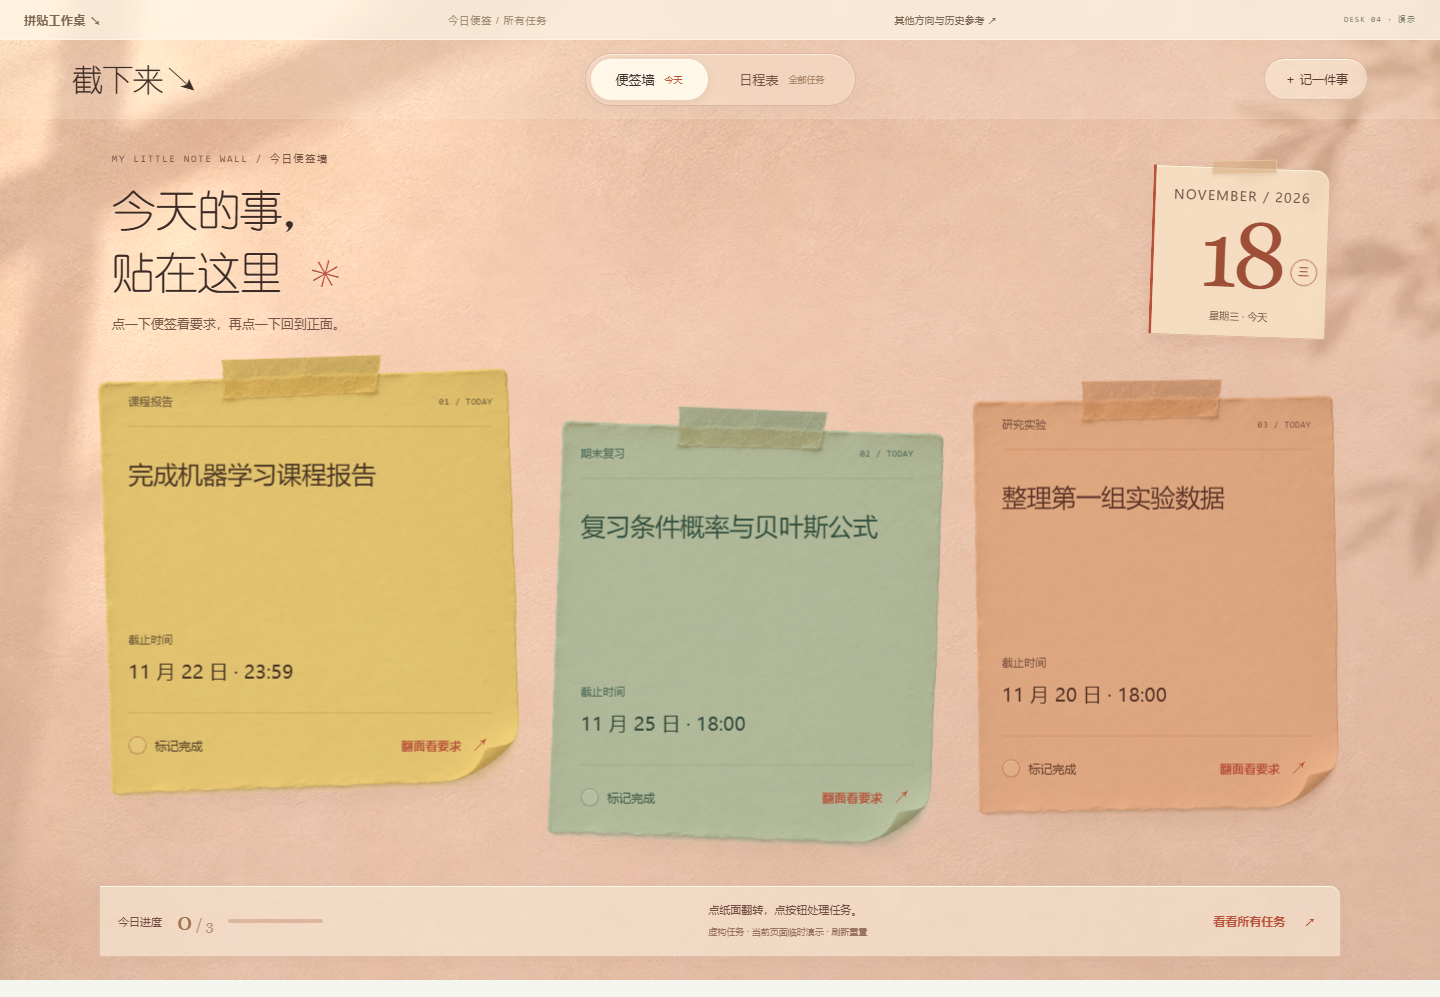 拼贴工作桌 ↘
今日便签 / 所有任务
其他方向与历史参考 ↗
DESK 04 · 演示
截下来↘
便签墙 今天
日程表 全部任务
+ 记一件事
MY LITTLE NOTE WALL / 今日便签墙
今天的事，
贴在这里
点一下便签看要求，再点一下回到正面。
NOVEMBER / 2026
18
三
星期三 · 今天
课程报告
01 / TODAY
完成机器学习课程报告
截止时间
11 月 22 日 · 23:59
标记完成
翻面看要求 ↗
期末复习
02 / TODAY
复习条件概率与贝叶斯公式
截止时间
11 月 25 日 · 18:00
标记完成
翻面看要求 ↗
研究实验
03 / TODAY
整理第一组实验数据
截止时间
11 月 20 日 · 18:00
标记完成
翻面看要求 ↗
今日进度 0 / 3
点纸面翻转，点按钮处理任务。
虚构任务 · 当前页面临时演示 · 刷新重置
看看所有任务 ↗